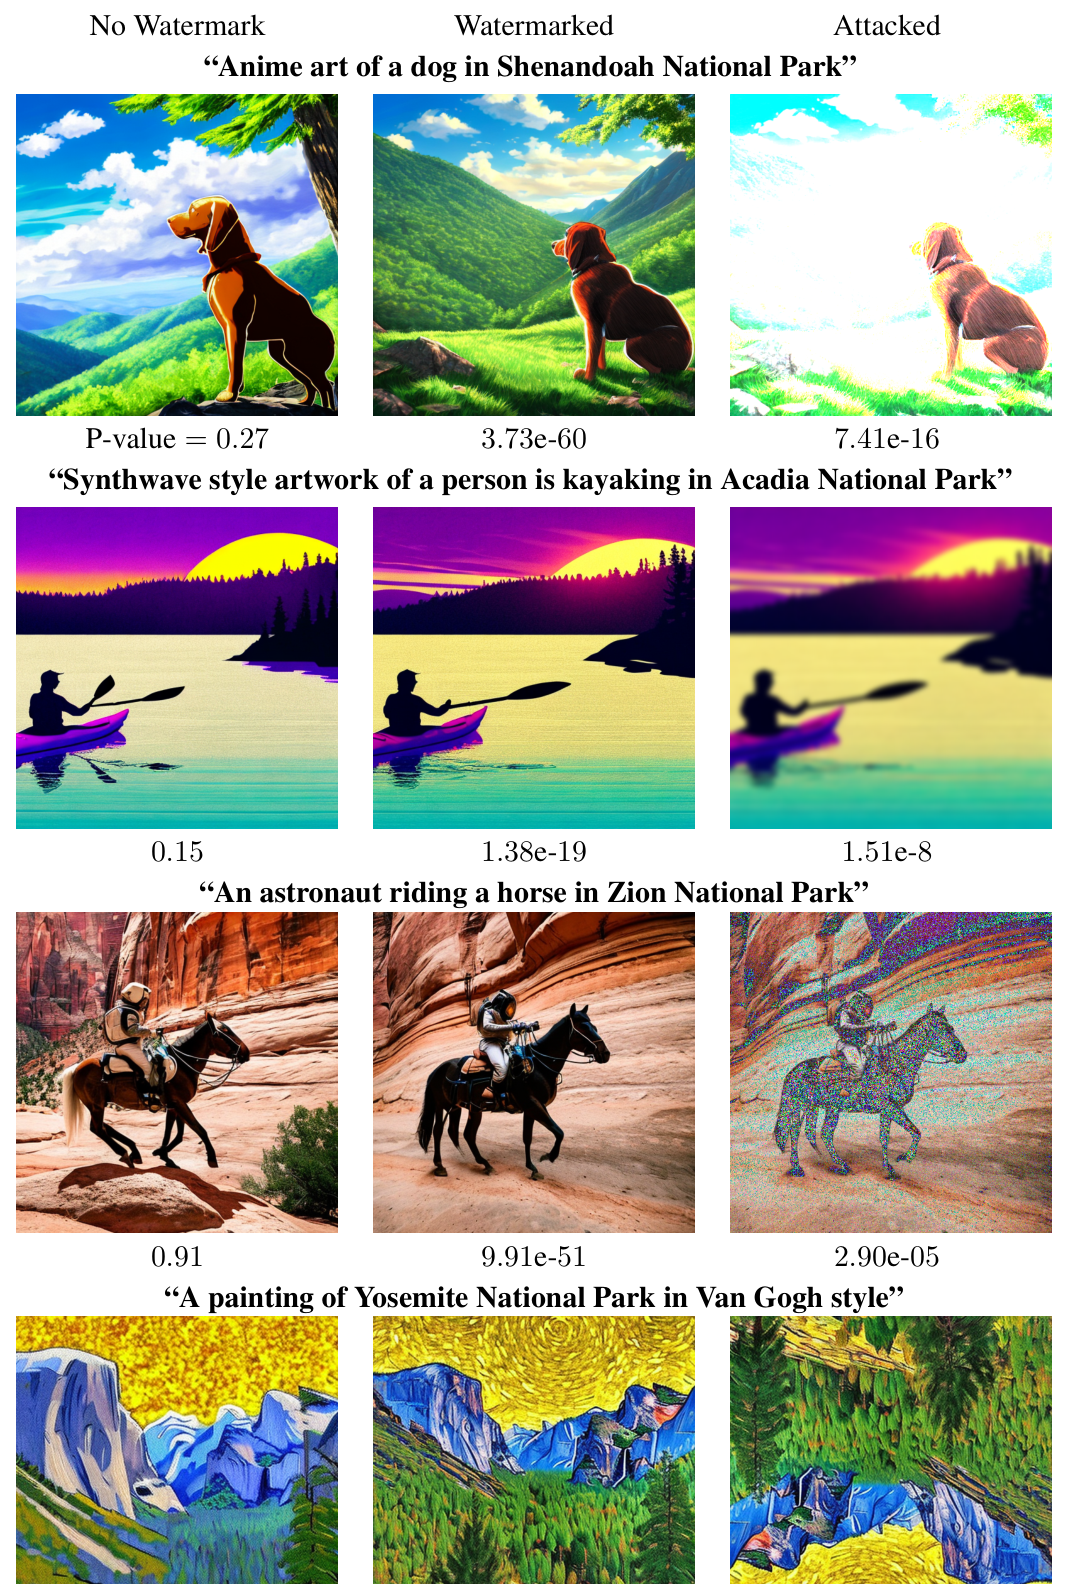 No Watermark Watermarked Attacked
“Anime art of a dog in Shenandoah National Park”
P-value = 0.27 3.73e-60 7.41e-16
“Synthwave style artwork of a person is kayaking in Acadia National Park”
0.15 1.38e-19 1.51e-8
“An astronaut riding a horse in Zion National Park”
0.91 9.91e-51 2.90e-05
“A painting of Yosemite National Park in Van Gogh style”